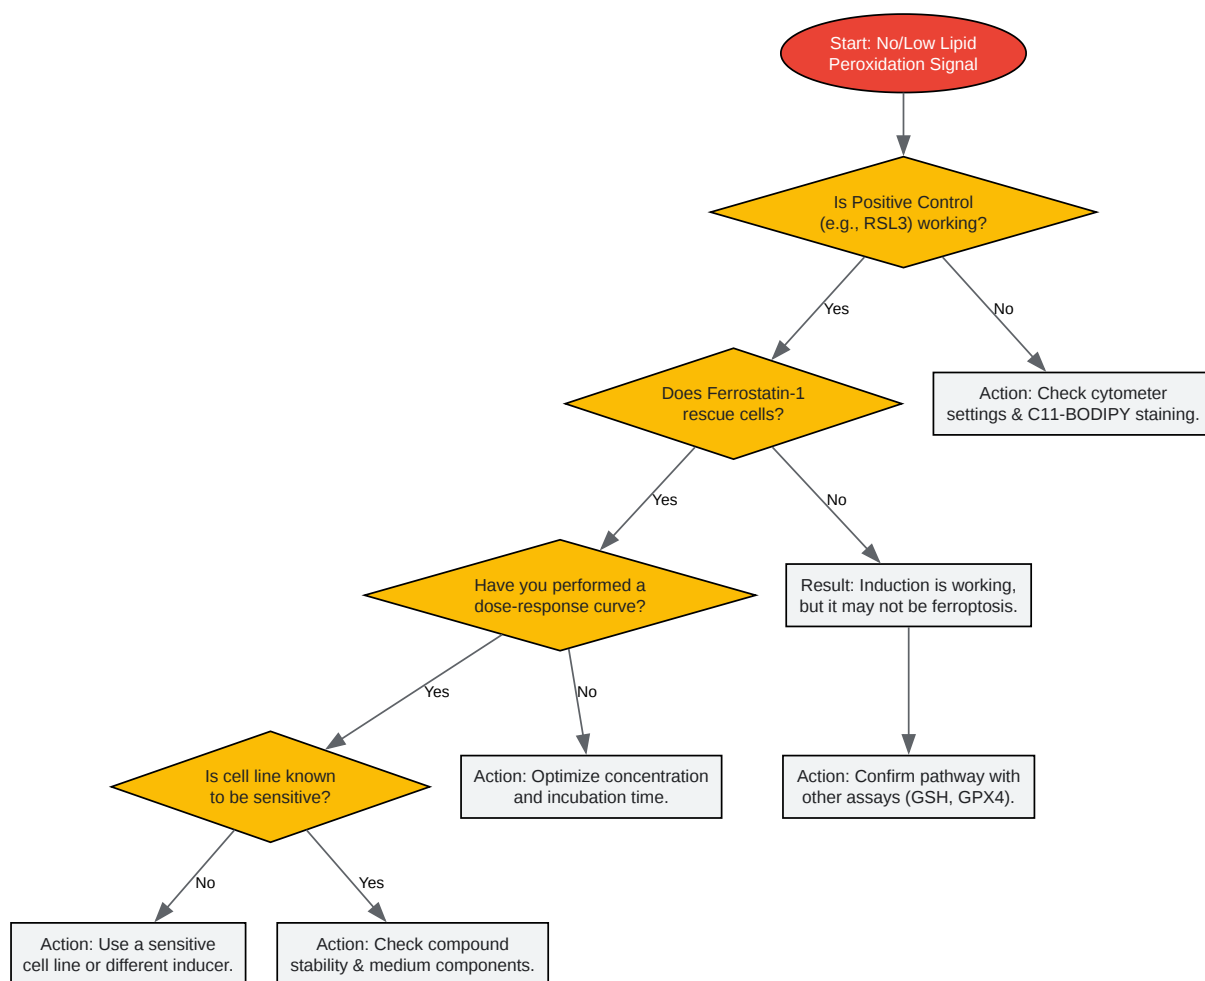 Start: No/Low Lipid
Peroxidation Signal
Is Positive Control
(e.g., RSL3) working?
Yes
No
Does Ferrostatin-1
rescue cells?
Action: Check cytometer
settings & C11-BODIPY staining.
Yes
No
Have you performed a
dose-response curve?
Result: Induction is working,
but it may not be ferroptosis.
Yes
No
Is cell line known
to be sensitive?
Action: Optimize concentration
and incubation time.
Action: Confirm pathway with
other assays (GSH, GPX4).
No
Yes
Action: Use a sensitive
cell line or different inducer.
Action: Check compound
stability & medium components.